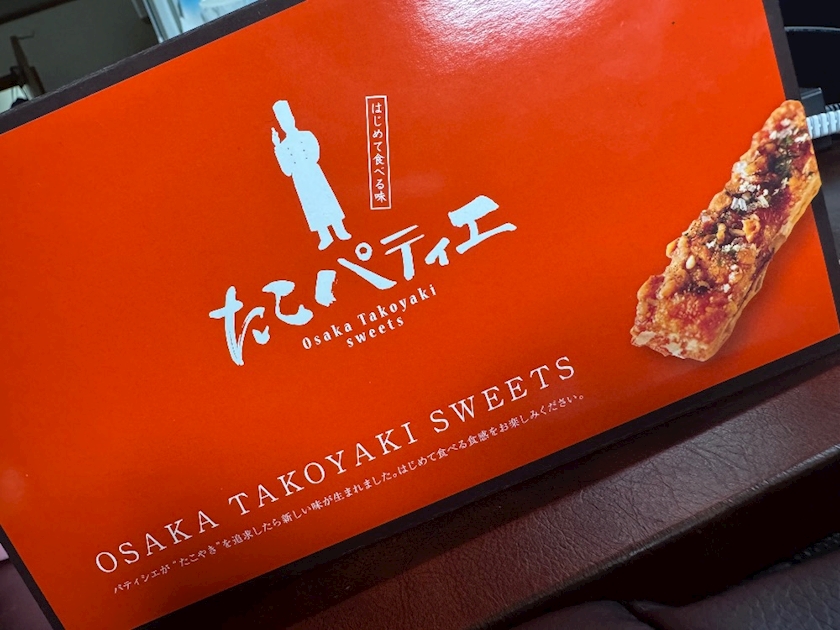 はじめて食べる味
たこパティエ
Osaka Takoyaki
sweets
OSAKA TAKOYAKI SWEETS
パティシエが“たこやき”を追求したら新しい味が生まれました。はじめて食べる食感をお楽しみください。